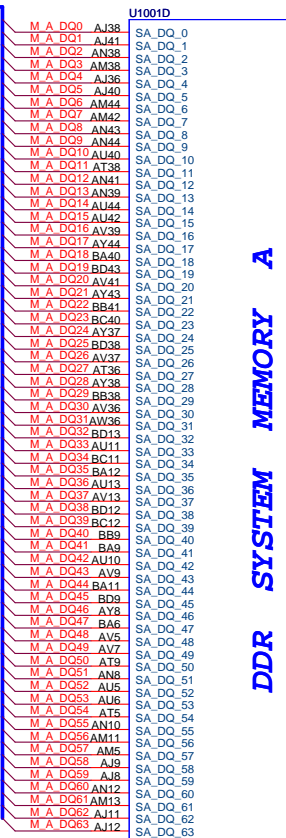 U1001D
M_A_DQ0 AJ38 SA_DQ_0
M_A_DQ1 AJ41 SA_DQ_1
M_A_DQ2 AN38 SA_DQ_2
M_A_DQ3 AM38 SA_DQ_3
M_A_DQ4 AJ36 SA_DQ_4
M_A_DQ5 AJ40 SA_DQ_5
M_A_DQ6 AM44 SA_DQ_6
M_A_DQ7 AM42 SA_DQ_7
M_A_DQ8 AN43 SA_DQ_8
M_A_DQ9 AN44 SA_DQ_9
M_A_DQ10 AU40 SA_DQ_10
M_A_DQ11 AT38 SA_DQ_11
M_A_DQ12 AN41 SA_DQ_12
M_A_DQ13 AN39 SA_DQ_13
M_A_DQ14 AU44 SA_DQ_14
M_A_DQ15 AU42 SA_DQ_15
M_A_DQ16 AV39 SA_DQ_16
M_A_DQ17 AY44 SA_DQ_17
M_A_DQ18 BA40 SA_DQ_18
M_A_DQ19 BD43 SA_DQ_19
M_A_DQ20 AV41 SA_DQ_20
M_A_DQ21 AY43 SA_DQ_21
M_A_DQ22 BB41 SA_DQ_22
M_A_DQ23 BC40 SA_DQ_23
M_A_DQ24 AY37 SA_DQ_24
M_A_DQ25 BD38 SA_DQ_25
M_A_DQ26 AV37 SA_DQ_26
M_A_DQ27 AT36 SA_DQ_27
M_A_DQ28 AY38 SA_DQ_28
M_A_DQ29 BB38 SA_DQ_29
M_A_DQ30 AV36 SA_DQ_30
M_A_DQ31 AW36 SA_DQ_31
M_A_DQ32 BD13 SA_DQ_32
M_A_DQ33 AU11 SA_DQ_33
M_A_DQ34 BC11 SA_DQ_34
M_A_DQ35 BA12 SA_DQ_35
M_A_DQ36 AU13 SA_DQ_36
M_A_DQ37 AV13 SA_DQ_37
M_A_DQ38 BD12 SA_DQ_38
M_A_DQ39 BC12 SA_DQ_39
M_A_DQ40 BB9 SA_DQ_40
M_A_DQ41 BA9 SA_DQ_41
M_A_DQ42 AU10 SA_DQ_42
M_A_DQ43 AV9 SA_DQ_43
M_A_DQ44 BA11 SA_DQ_44
M_A_DQ45 BD9 SA_DQ_45
M_A_DQ46 AY8 SA_DQ_46
M_A_DQ47 BA6 SA_DQ_47
M_A_DQ48 AV5 SA_DQ_48
M_A_DQ49 AV7 SA_DQ_49
M_A_DQ50 AT9 SA_DQ_50
M_A_DQ51 AN8 SA_DQ_51
M_A_DQ52 AU5 SA_DQ_52
M_A_DQ53 AU6 SA_DQ_53
M_A_DQ54 AT5 SA_DQ_54
M_A_DQ55 AN10 SA_DQ_55
M_A_DQ56 AM11 SA_DQ_56
M_A_DQ57 AM5 SA_DQ_57
M_A_DQ58 AJ9 SA_DQ_58
M_A_DQ59 AJ8 SA_DQ_59
M_A_DQ60 AN12 SA_DQ_60
M_A_DQ61 AM13 SA_DQ_61
M_A_DQ62 AJ11 SA_DQ_62
M_A_DQ63 AJ12 SA_DQ_63
DDR SYSTEM MEMORY A